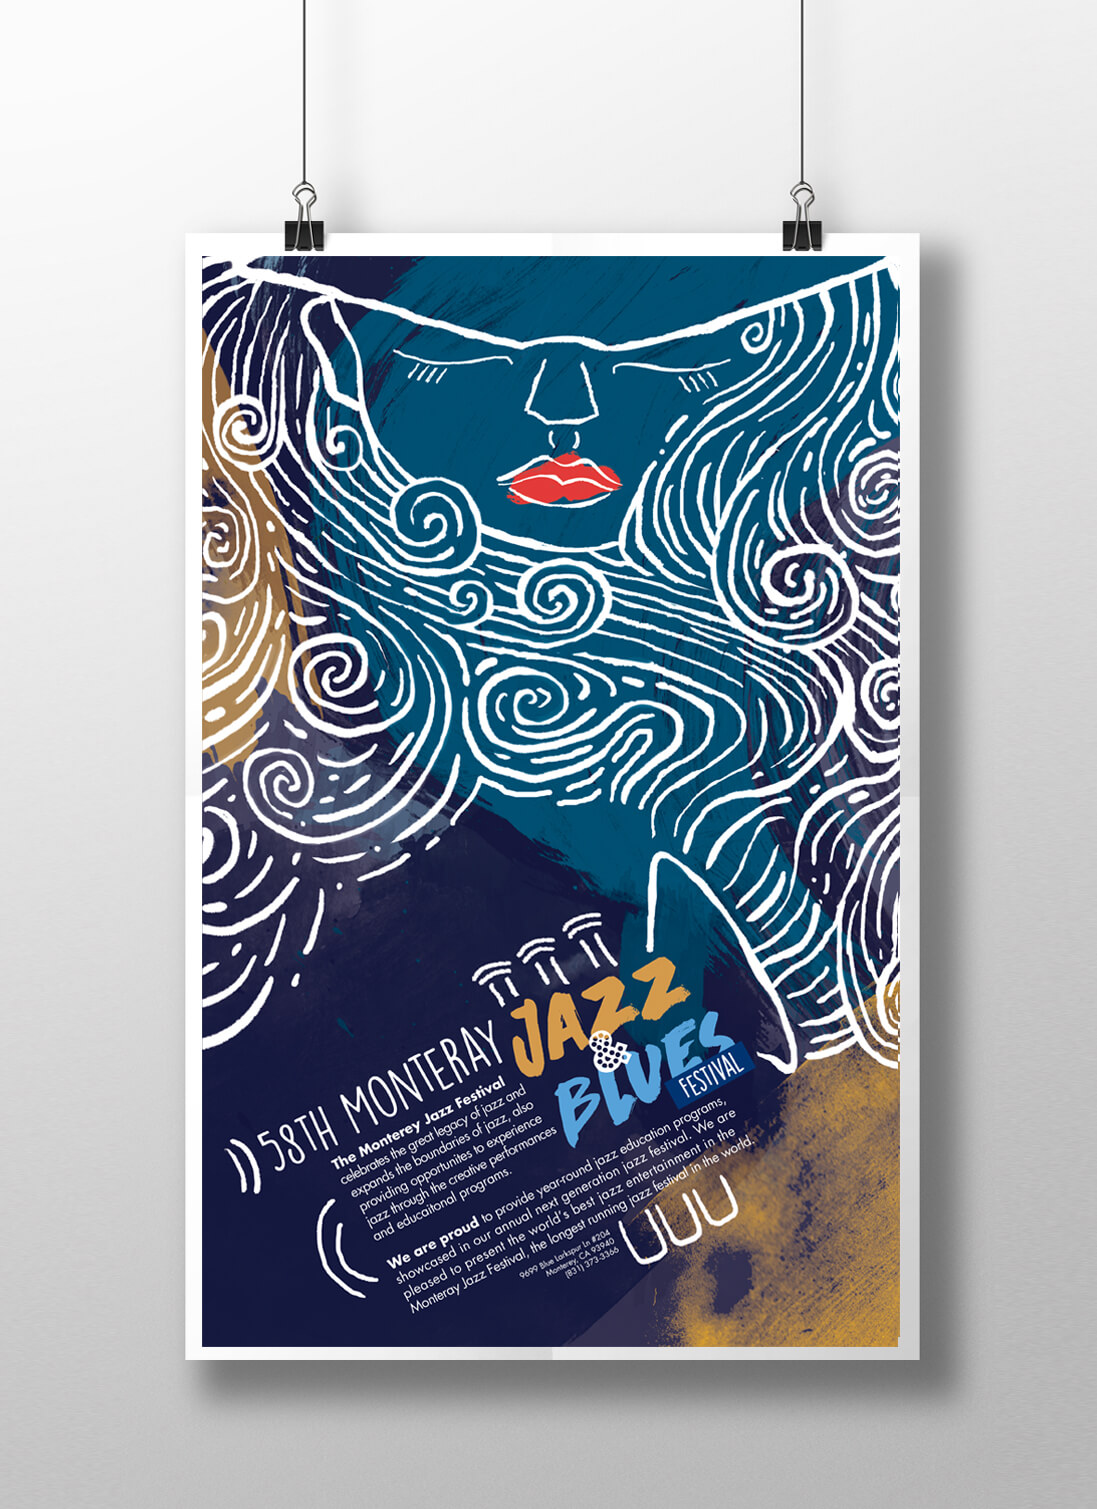 58TH MONTERAY JAZZ
& BLUES
FESTIVAL
The Monterey Jazz Festival
celebrates the great legacy of jazz and
expands the boundaries of jazz, also
providing opportunites to experience
jazz through the creative performances
and educaitonal programs.
We are proud to provide year-round jazz education programs,
showcased in our annual next generation jazz festival. We are
pleased to present the world's best jazz entertainment in the
Monteray Jazz Festival, the longest running jazz festival in the world.
9699 Blue Larkspur Ln #204
Monterey, CA 93940
(831) 373-3366